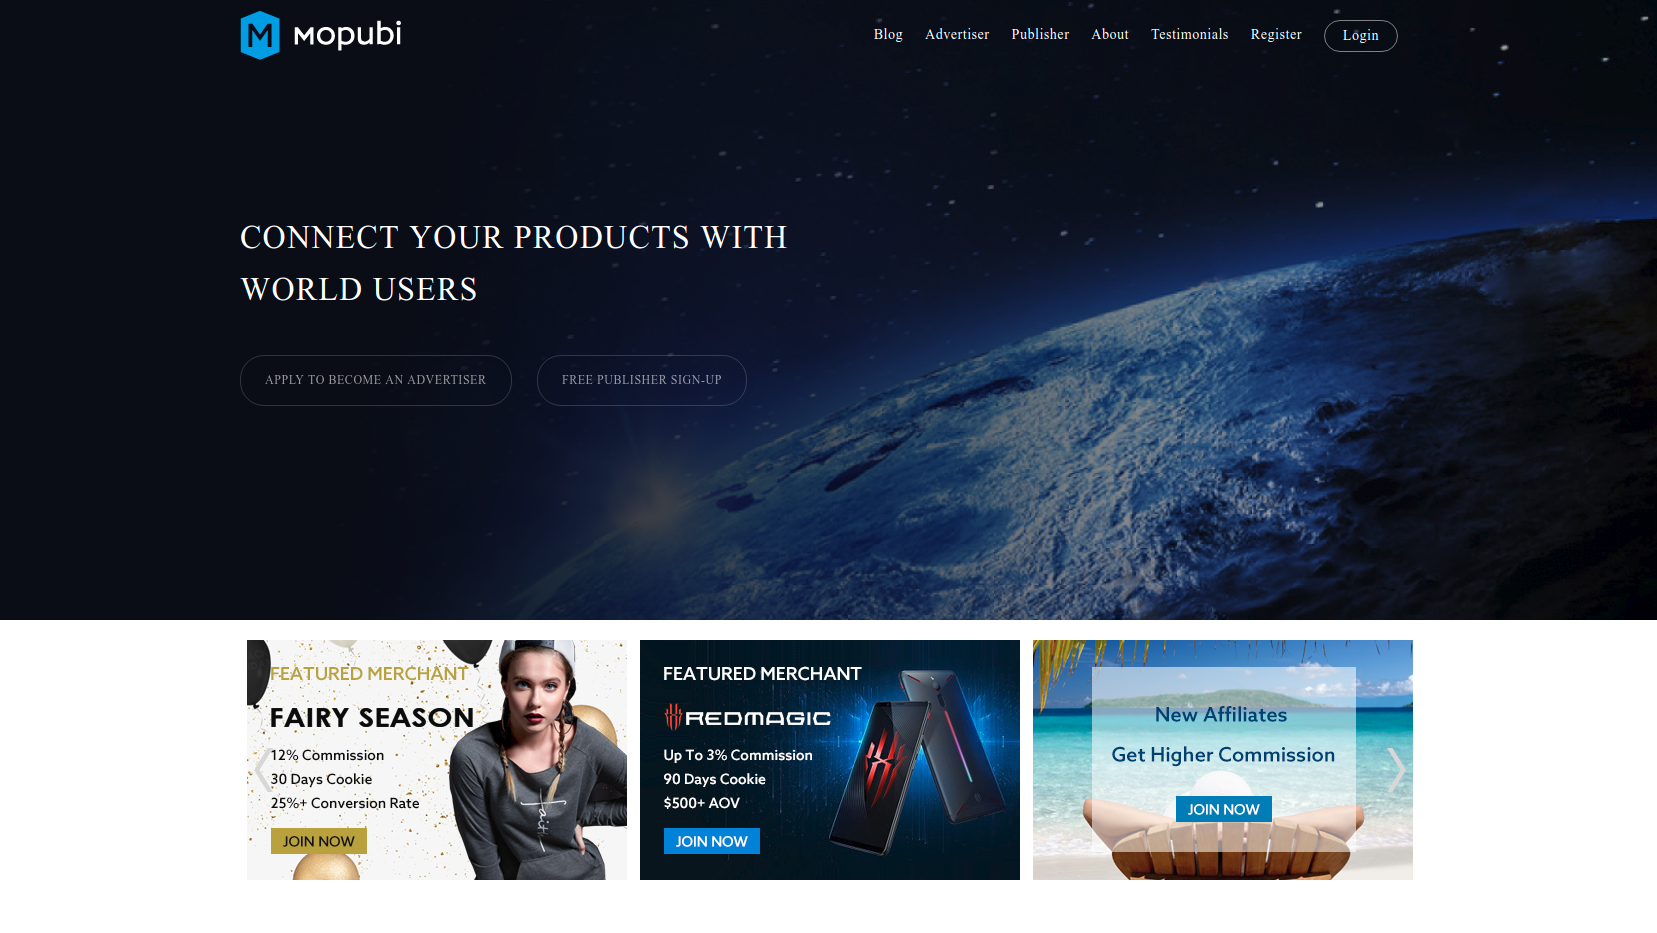 M mopubi
Blog Advertiser Publisher About Testimonials Register Login
CONNECT YOUR PRODUCTS WITH
WORLD USERS
APPLY TO BECOME AN ADVERTISER
FREE PUBLISHER SIGN-UP
FEATURED MERCHANT
FAIRY SEASON
12% Commission
30 Days Cookie
25%+ Conversion Rate
JOIN NOW
faith
FEATURED MERCHANT
REDMAGIC
Up To 3% Commission
90 Days Cookie
$500+ AOV
JOIN NOW
New Affiliates
Get Higher Commission
JOIN NOW